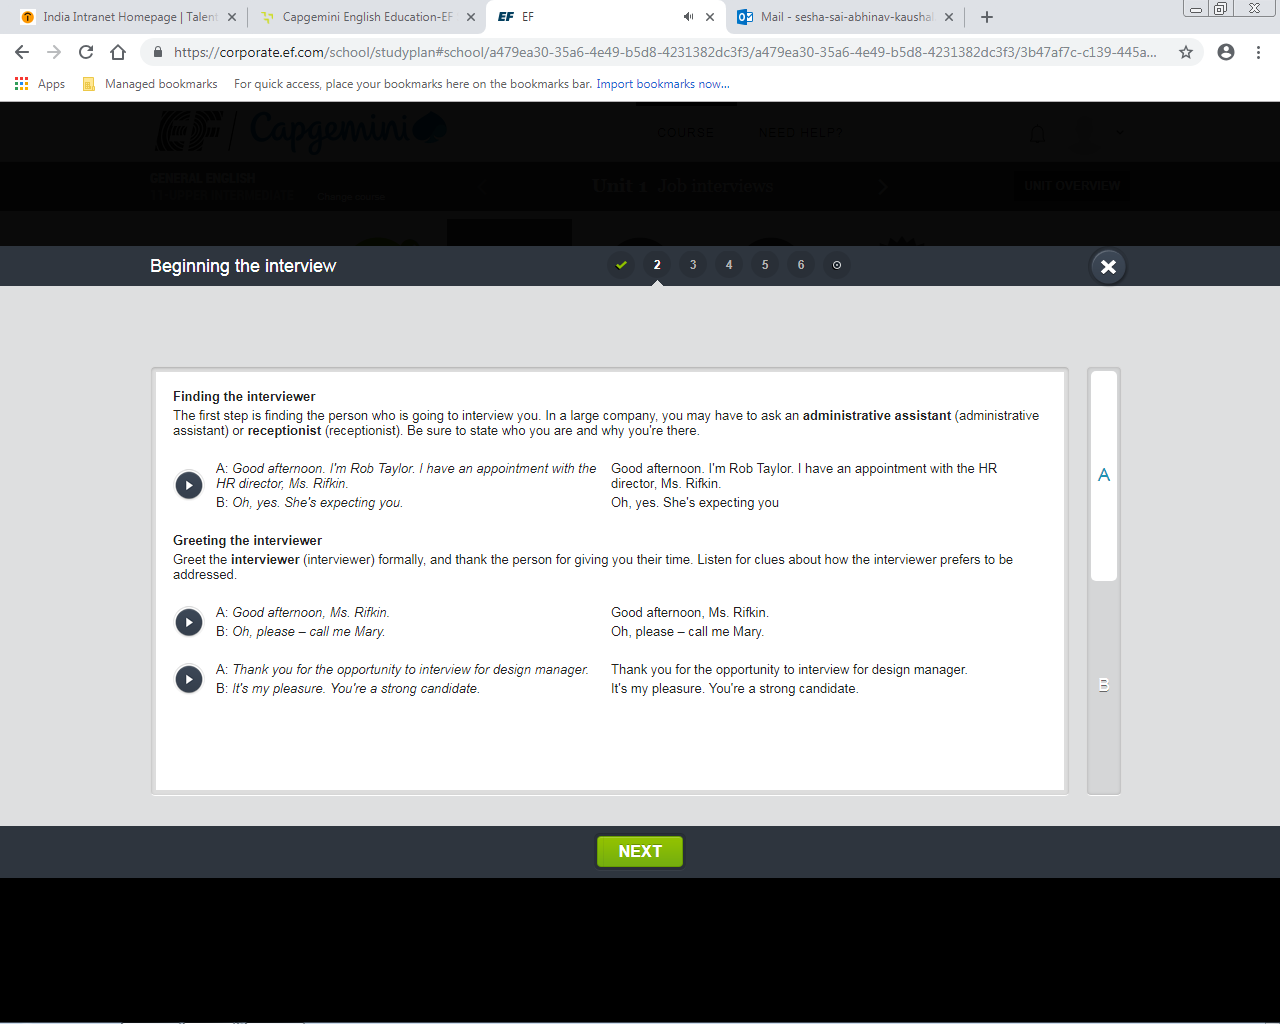 India Intranet Homepage | Talent
Capgemini English Education-EF
EF EF
Mail - sesha-sai-abhinav-kaushal
https://corporate.ef.com/school/studyplan#school/a479ea30-35a6-4e49-b5d8-4231382dc3f3/a479ea30-35a6-4e49-b5d8-4231382dc3f3/3b47af7c-c139-445a...
Apps Managed bookmarks For quick access, place your bookmarks here on the bookmarks bar. Import bookmarks now...
EF | Capgemini
COURSE NEED HELP?
GENERAL ENGLISH
Unit 1 Job interviews
Change course
UNIT OVERVIEW
Beginning the interview
2 3 4 5 6
Finding the interviewer
The first step is finding the person who is going to interview you. In a large company, you may have to ask an administrative assistant (administrative
assistant) or receptionist (receptionist). Be sure to state who you are and why you're there.
A: Good afternoon. I'm Rob Taylor. I have an appointment with the
HR director, Ms. Rifkin.
Good afternoon. I'm Rob Taylor. I have an appointment with the HR
director, Ms. Rifkin.
B: Oh, yes. She's expecting you.
Oh, yes. She's expecting you
Greeting the interviewer
Greet the interviewer (interviewer) formally, and thank the person for giving you their time. Listen for clues about how the interviewer prefers to be
addressed.
A: Good afternoon, Ms. Rifkin.
Good afternoon, Ms. Rifkin.
B: Oh, please – call me Mary.
Oh, please – call me Mary.
A: Thank you for the opportunity to interview for design manager.
Thank you for the opportunity to interview for design manager.
B: It's my pleasure. You're a strong candidate.
It's my pleasure. You're a strong candidate.
A
B
NEXT